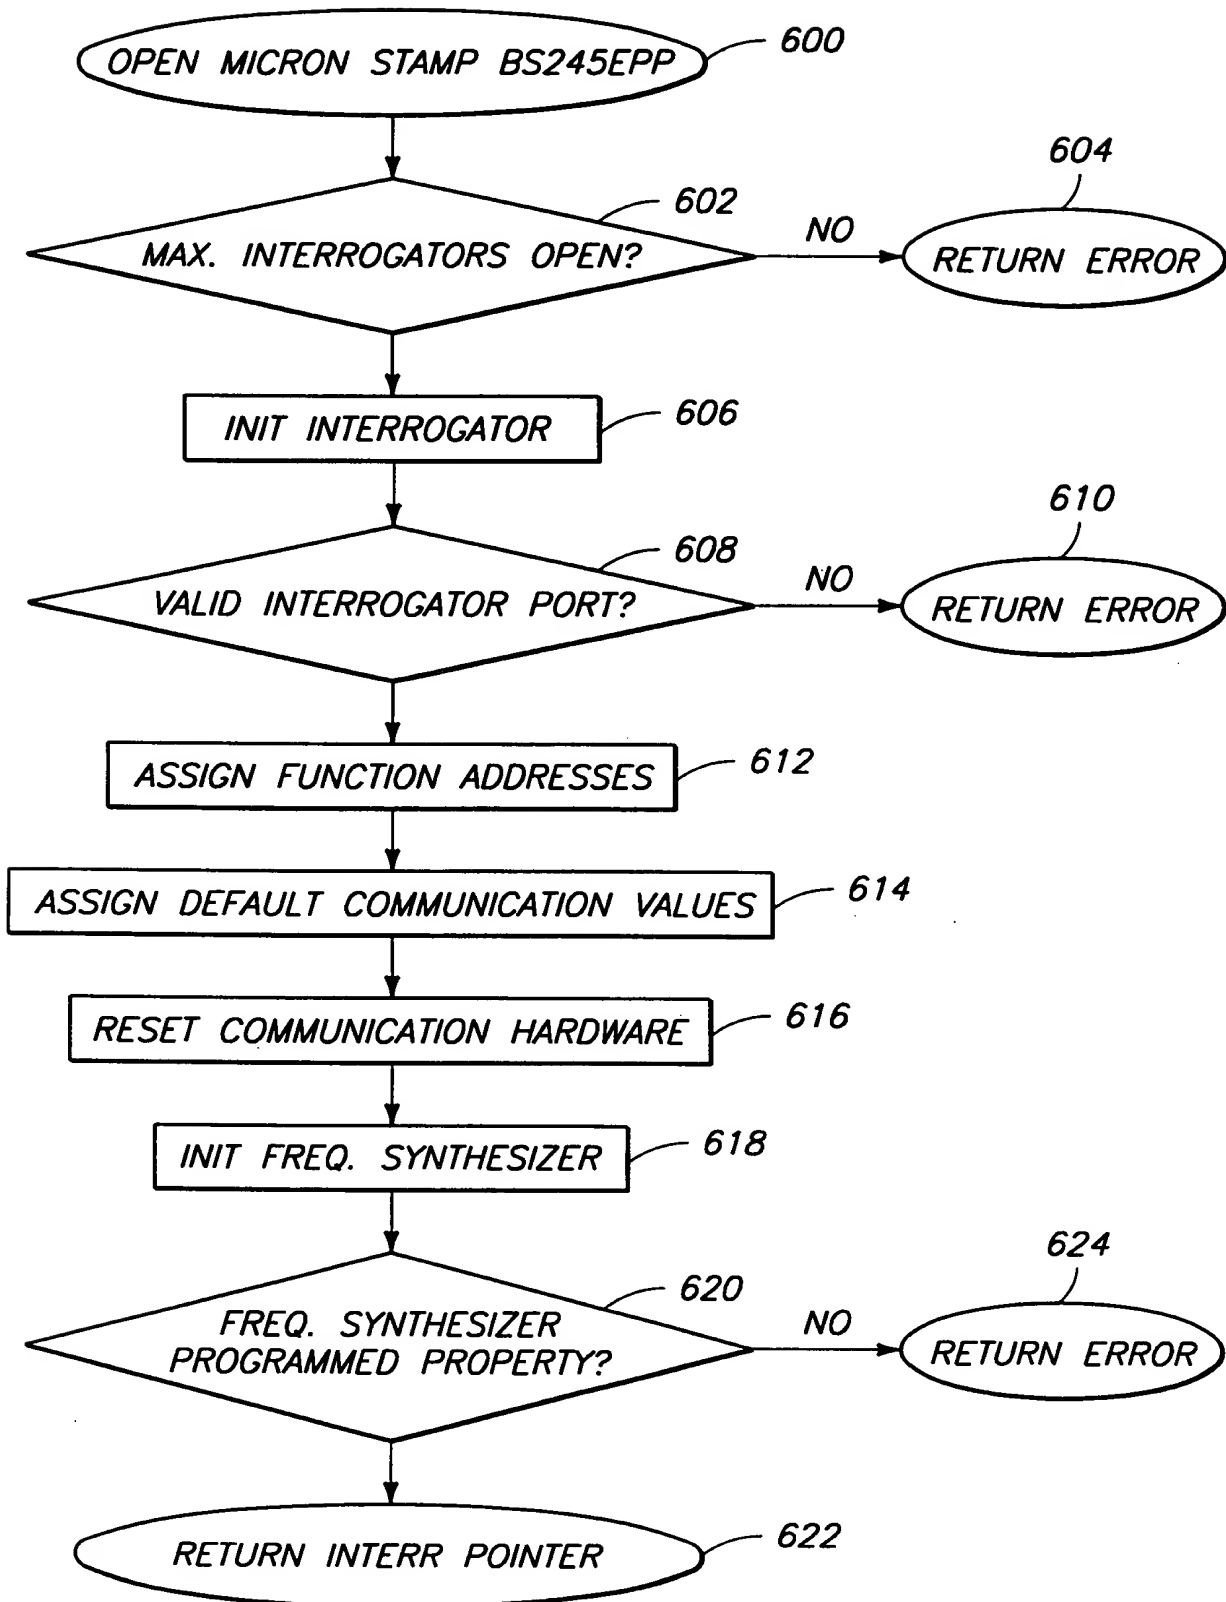 OPEN MICRON STAMP BS245EPP
600
602
604
MAX. INTERROGATORS OPEN?
NO
RETURN ERROR
INIT INTERROGATOR
606
608
610
VALID INTERROGATOR PORT?
NO
RETURN ERROR
ASSIGN FUNCTION ADDRESSES
612
ASSIGN DEFAULT COMMUNICATION VALUES
614
RESET COMMUNICATION HARDWARE
616
INIT FREQ. SYNTHESIZER
618
620
624
FREQ. SYNTHESIZER
PROGRAMMED PROPERTY?
NO
RETURN ERROR
RETURN INTERR POINTER
622